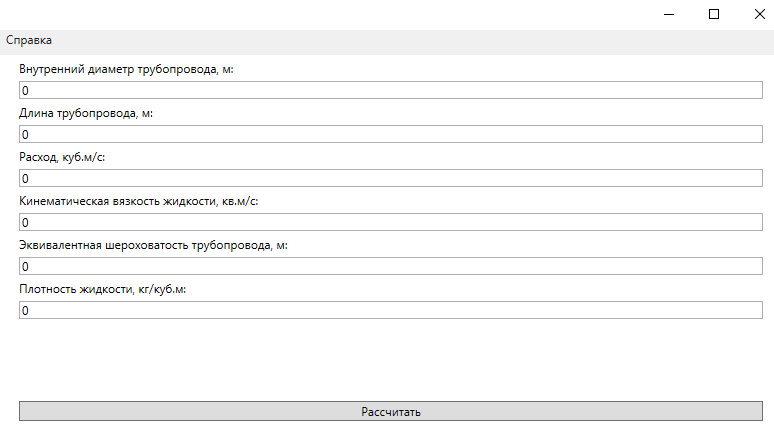 Справка
Внутренний диаметр трубопровода, м:
0
Длина трубопровода, м:
0
Расход, куб.м/с:
0
Кинематическая вязкость жидкости, кв.м/с:
0
Эквивалентная шероховатость трубопровода, м:
0
Плотность жидкости, кг/куб.м:
0
Рассчитать